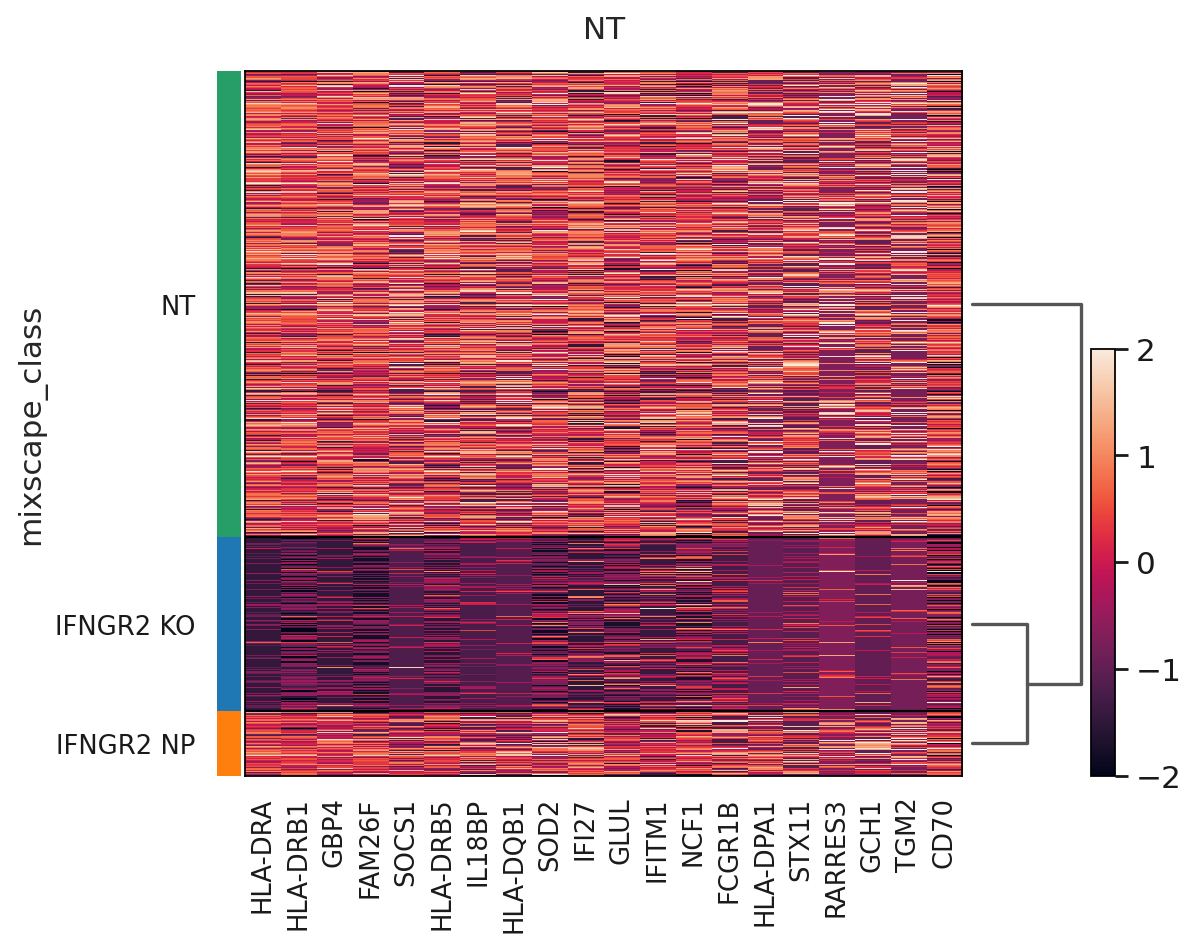 NT
mixscape_class
NT
IFNGR2 KO
IFNGR2 NP
2
1
0
−1
−2
HLA-DRA
HLA-DRB1
GBP4
FAM26F
SOCS1
HLA-DRB5
IL18BP
HLA-DQB1
SOD2
IFI27
GLUL
IFITM1
NCF1
FCGR1B
HLA-DPA1
STX11
RARRES3
GCH1
TGM2
CD70